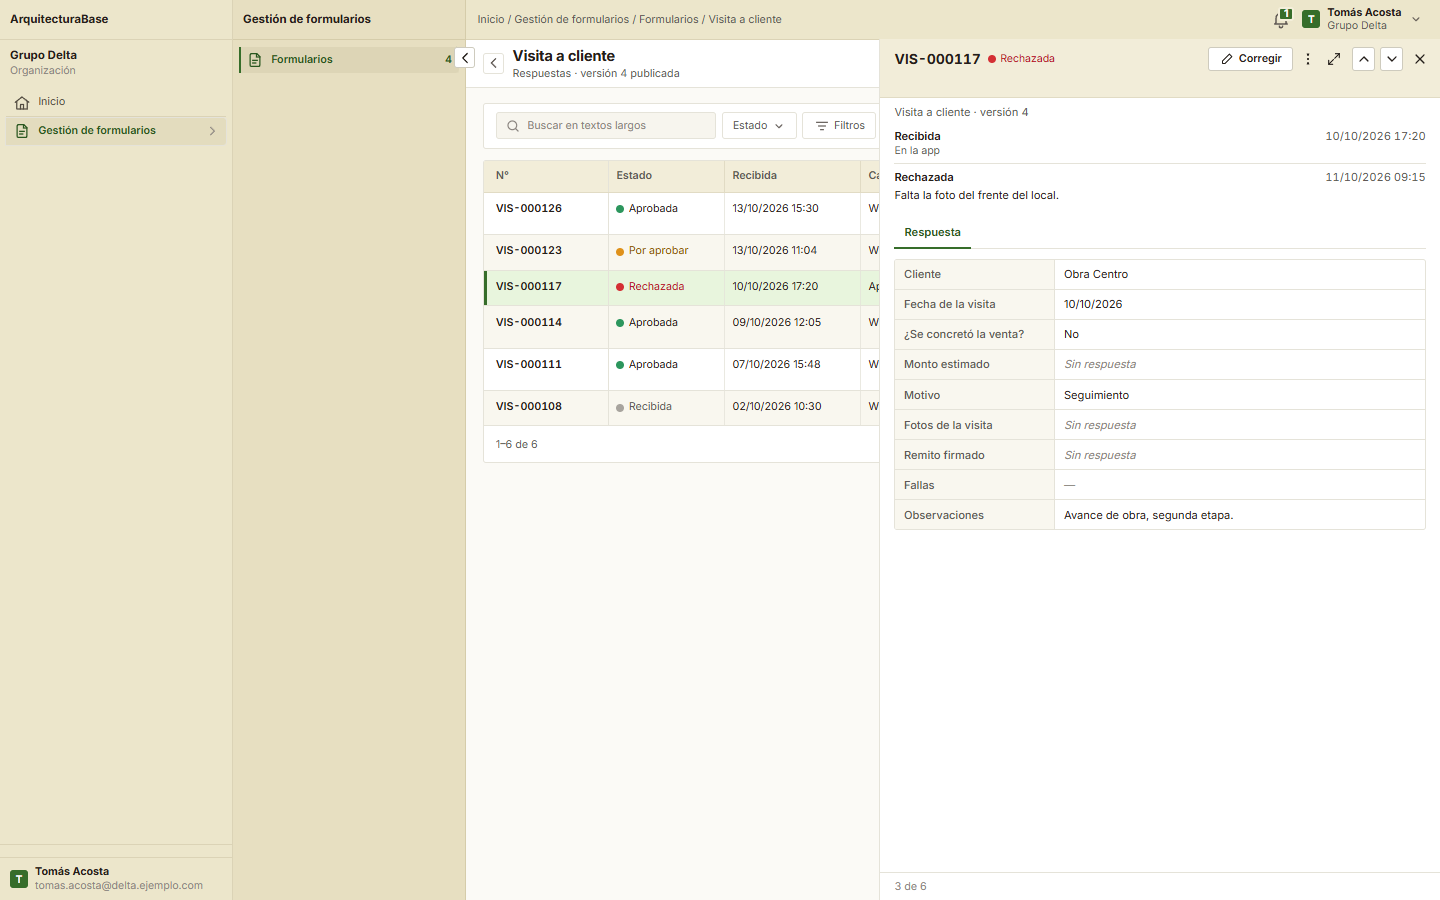 ArquitecturaBase
Grupo Delta
Organización
Inicio
Gestión de formularios
Tomás Acosta
tomas.acosta@delta.ejemplo.com
Gestión de formularios
Formularios 4
Inicio / Gestión de formularios / Formularios / Visita a cliente
1
T Tomás Acosta
Grupo Delta
Visita a cliente
Respuestas · versión 4 publicada
Buscar en textos largos Estado Filtros
Nº Estado Recibida Ca
VIS-000126 Aprobada 13/10/2026 15:30 W
VIS-000123 Por aprobar 13/10/2026 11:04 W
VIS-000117 Rechazada 10/10/2026 17:20 Ap
VIS-000114 Aprobada 09/10/2026 12:05 W
VIS-000111 Aprobada 07/10/2026 15:48 W
VIS-000108 Recibida 02/10/2026 10:30 W
1–6 de 6
VIS-000117 Rechazada Corregir
Visita a cliente · versión 4
Recibida 10/10/2026 17:20
En la app
Rechazada 11/10/2026 09:15
Falta la foto del frente del local.
Respuesta
Cliente Obra Centro
Fecha de la visita 10/10/2026
¿Se concretó la venta? No
Monto estimado Sin respuesta
Motivo Seguimiento
Fotos de la visita Sin respuesta
Remito firmado Sin respuesta
Fallas —
Observaciones Avance de obra, segunda etapa.
3 de 6
T